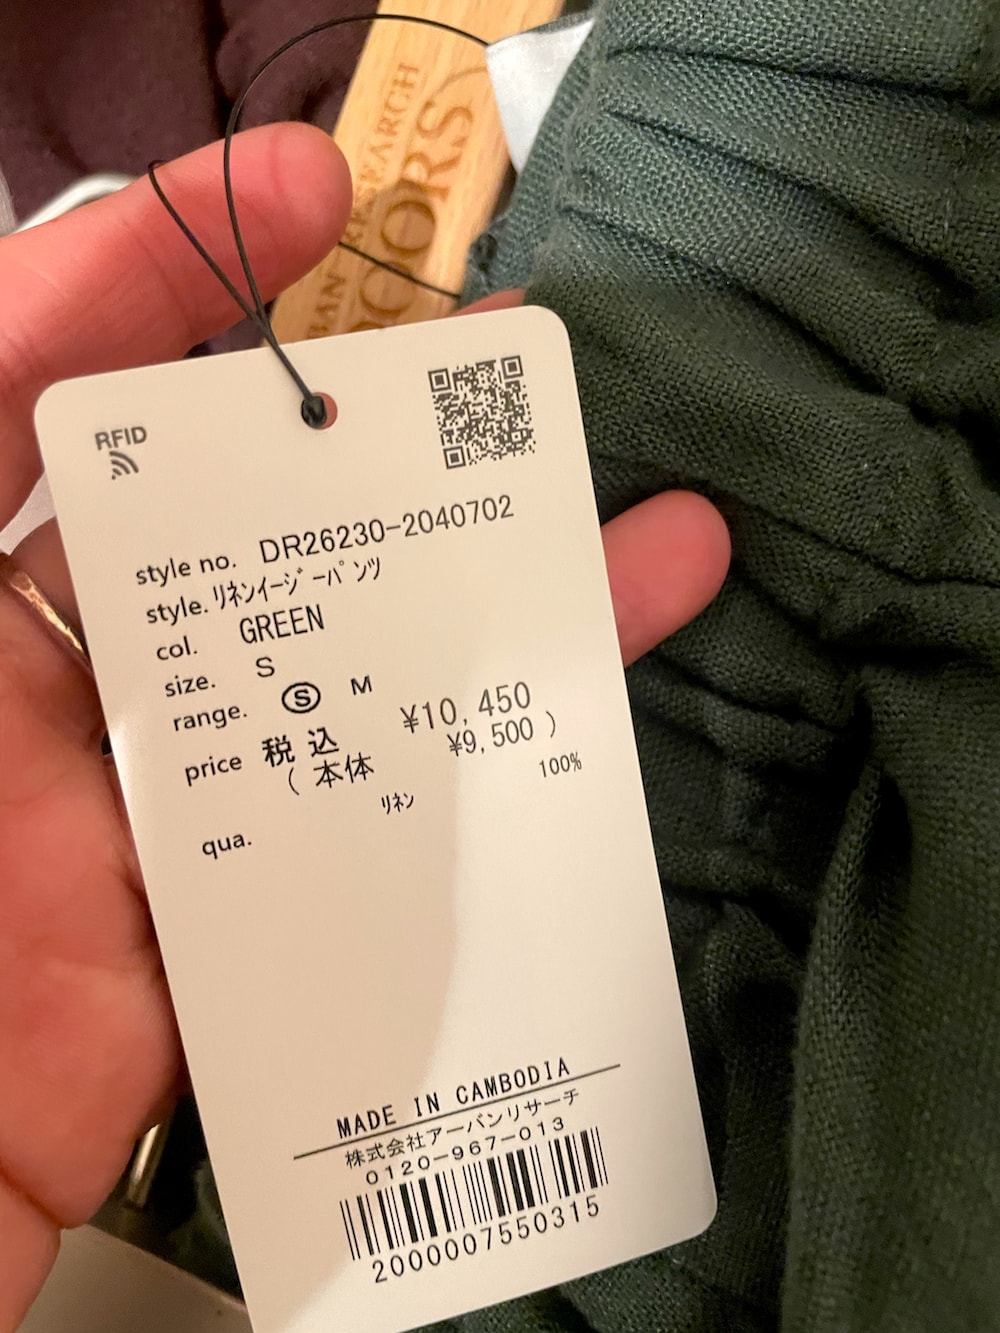 URBAN RESEARCH
DOORS
RFID
style no. DR26230-2040702
style. リネンイージーパンツ
col. GREEN
size. S
range. Ⓢ M
price 税込 ¥10,450
( 本体 ¥9,500 )
リネン 100%
qua.
MADE IN CAMBODIA
株式会社アーバンリサーチ
0120-967-013
2000007550315